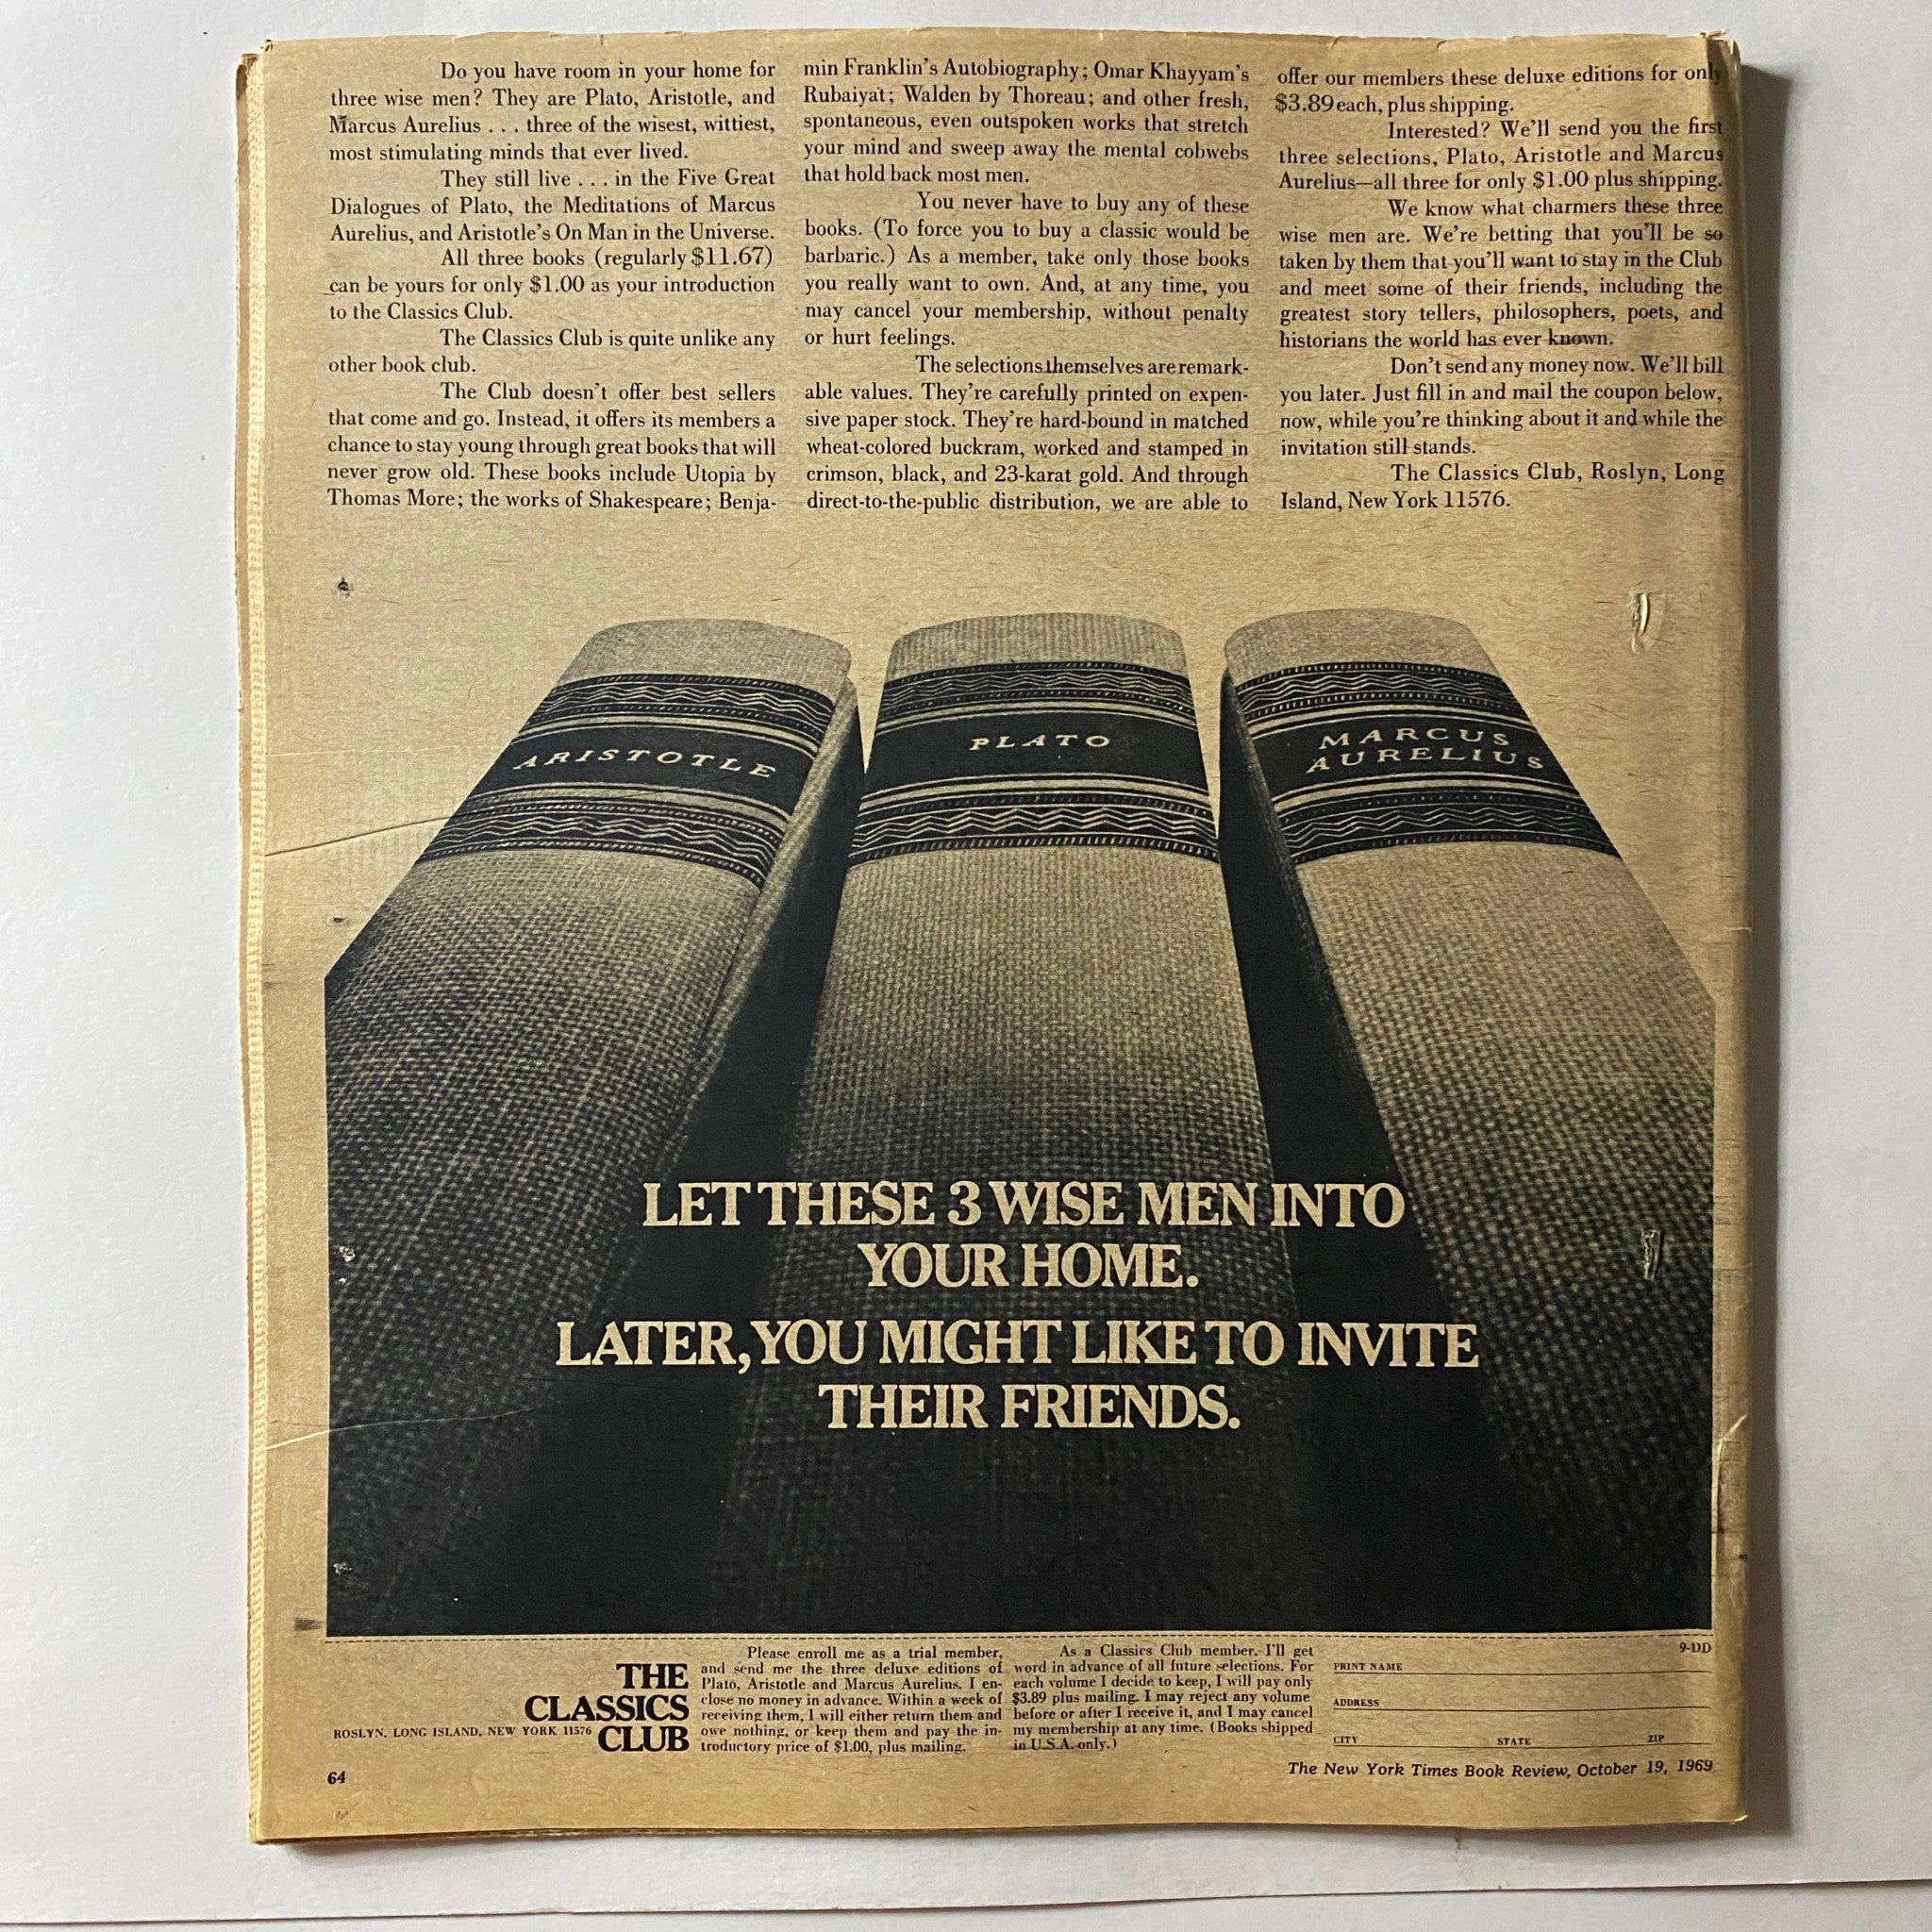 Do you have room in your home for
three wise men? They are Plato, Aristotle, and
Marcus Aurelius . . . three of the wisest, wittiest,
most stimulating minds that ever lived.
They still live . . . in the Five Great
Dialogues of Plato, the Meditations of Marcus
Aurelius, and Aristotle's On Man in the Universe.
All three books (regularly $11.67)
can be yours for only $1.00 as your introduction
to the Classics Club.
The Classics Club is quite unlike any
other book club.
The Club doesn't offer best sellers
that come and go. Instead, it offers its members a
chance to stay young through great books that will
never grow old. These books include Utopia by
Thomas More; the works of Shakespeare; Benja-
min Franklin's Autobiography; Omar Khayyam's
Rubaiyat; Walden by Thoreau; and other fresh,
spontaneous, even outspoken works that stretch
your mind and sweep away the mental cobwebs
that hold back most men.
You never have to buy any of these
books. (To force you to buy a classic would be
barbaric.) As a member, take only those books
you really want to own. And, at any time, you
may cancel your membership, without penalty
or hurt feelings.
The selections themselves are remark-
able values. They're carefully printed on expen-
sive paper stock. They're hard-bound in matched
wheat-colored buckram, worked and stamped in
crimson, black, and 23-karat gold. And through
direct-to-the-public distribution, we are able to
offer our members these deluxe editions for only
$3.89 each, plus shipping.
Interested? We'll send you the first
three selections, Plato, Aristotle and Marcus
Aurelius—all three for only $1.00 plus shipping.
We know what charmers these three
wise men are. We're betting that you'll be so
taken by them that you'll want to stay in the Club
and meet some of their friends, including the
greatest story tellers, philosophers, poets, and
historians the world has ever known.
Don't send any money now. We'll bill
you later. Just fill in and mail the coupon below,
now, while you're thinking about it and while the
invitation still stands.
The Classics Club, Roslyn, Long
Island, New York 11576.
ARISTOTLE
PLATO
MARCUS
AURELIUS
LET THESE 3 WISE MEN INTO
YOUR HOME.
LATER, YOU MIGHT LIKE TO INVITE
THEIR FRIENDS.
THE
CLASSICS
CLUB
ROSLYN, LONG ISLAND, NEW YORK 11576
Please enroll me as a trial member,
and send me the three deluxe editions of
Plato, Aristotle and Marcus Aurelius. I en-
close no money in advance. Within a week of
receiving them, I will either return them and
owe nothing, or keep them and pay the in-
troductory price of $1.00, plus mailing.
As a Classics Club member, I'll get
word in advance of all future selections. For
each volume I decide to keep, I will pay only
$3.89 plus mailing. I may reject any volume
before or after I receive it, and I may cancel
my membership at any time. (Books shipped
in U.S.A. only.)
9-DD
PRINT NAME
ADDRESS
CITY STATE ZIP
64
The New York Times Book Review, October 19, 1969